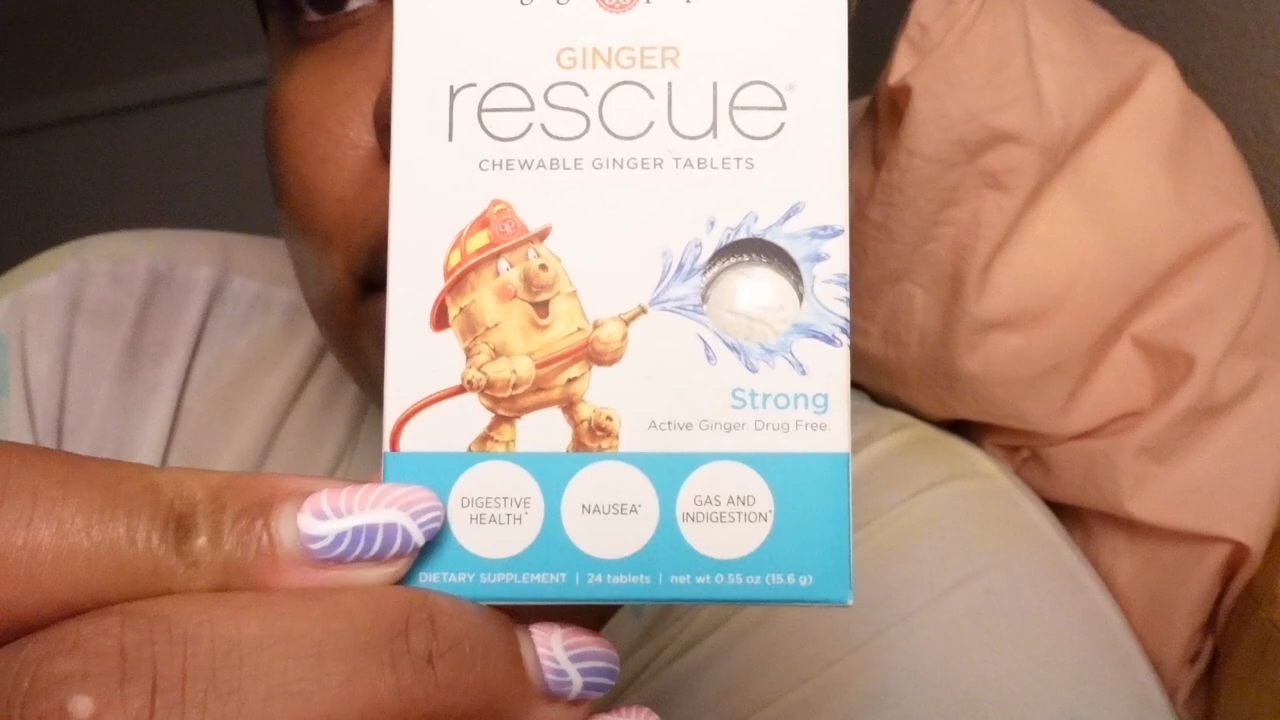 GINGER
rescue®
CHEWABLE GINGER TABLETS
Strong
Active Ginger. Drug Free.
DIGESTIVE
HEALTH*
NAUSEA*
GAS AND
INDIGESTION*
DIETARY SUPPLEMENT | 24 tablets | net wt 0.55 oz (15.6 g)